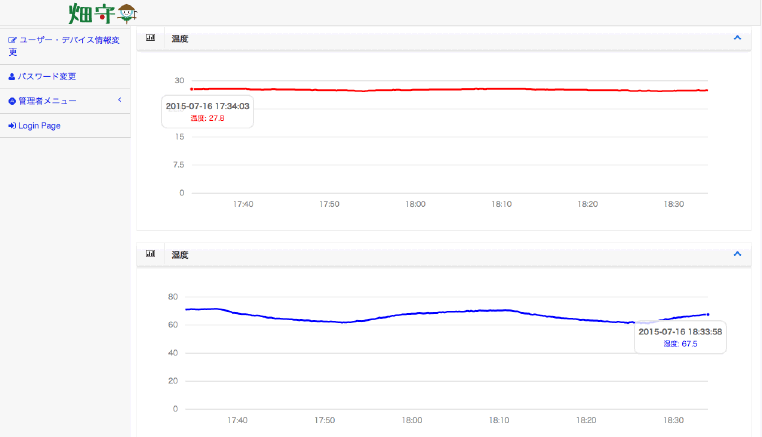 畑守
ユーザー・デバイス情報変
更
パスワード変更
管理者メニュー
Login Page
温度
30
2015-07-16 17:34:03
温度: 27.8
15
7.5
0
17:40 17:50 18:00 18:10 18:20 18:30
湿度
80
60
2015-07-16 18:33:58
湿度: 67.5
40
20
0
17:40 17:50 18:00 18:10 18:20 18:30